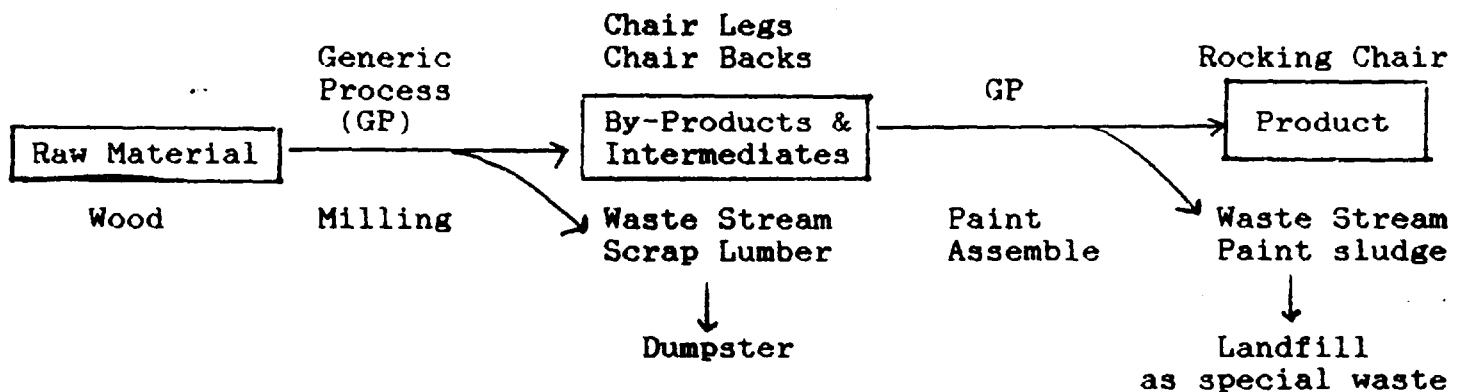 Chair Legs
Chair Backs
Generic
Process
(GP)
GP
Rocking Chair
Raw Material
By-Products &
Intermediates
Product
Wood
Milling
Waste Stream
Scrap Lumber
Paint
Assemble
Waste Stream
Paint sludge
Dumpster
Landfill
as special waste